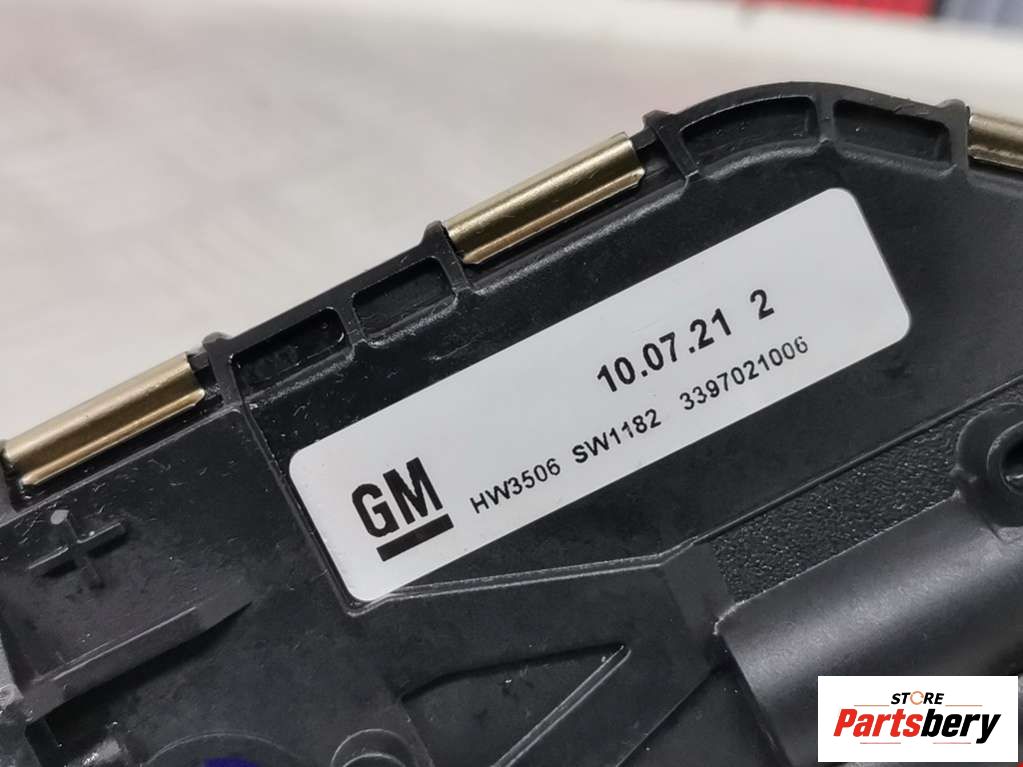 10.07.21 2
GM HW3506 SW1182 3397021006
STORE
Partsbery